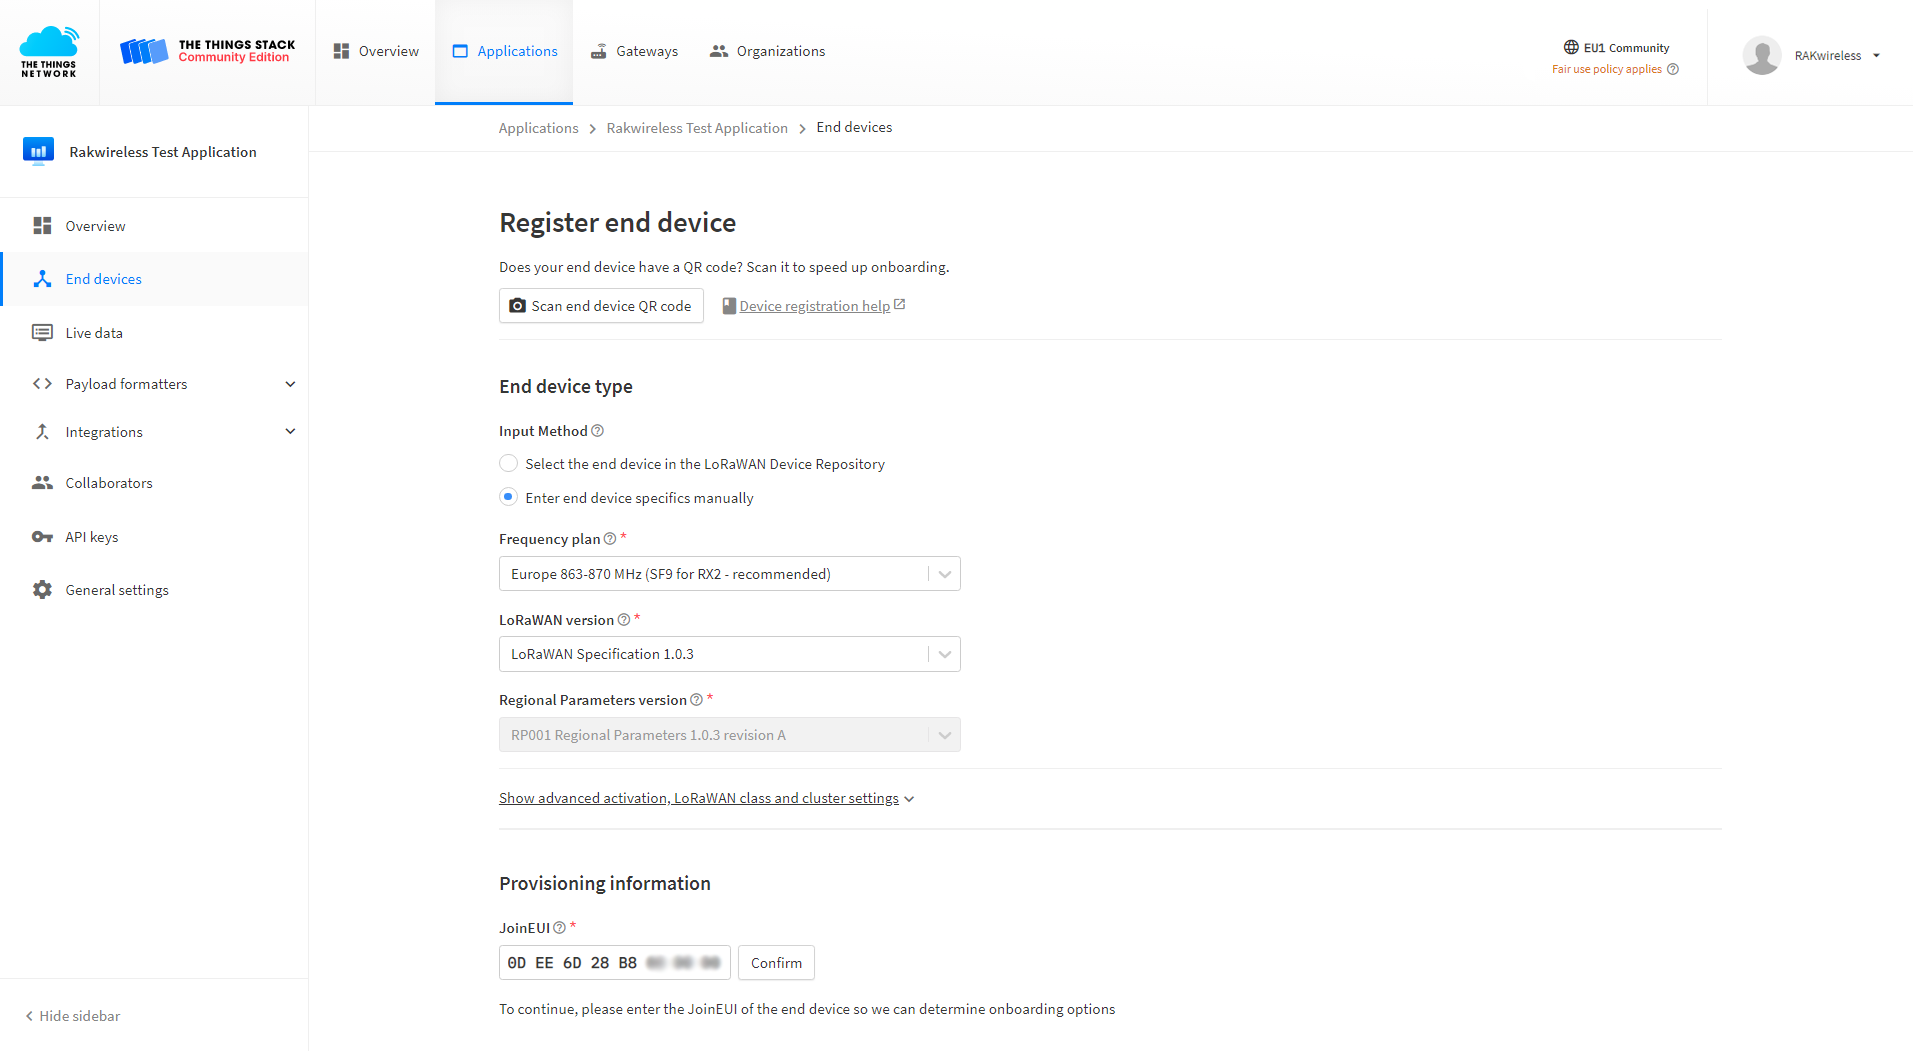 THE THINGS
NETWORK
THE THINGS STACK
Community Edition
Overview
Applications
Gateways
Organizations
EU1 Community
Fair use policy applies
RAKwireless
Rakwireless Test Application
Overview
End devices
Live data
Payload formatters
Integrations
Collaborators
API keys
General settings
Hide sidebar
Applications > Rakwireless Test Application > End devices
Register end device
Does your end device have a QR code? Scan it to speed up onboarding.
Scan end device QR code
Device registration help
End device type
Input Method
Select the end device in the LoRaWAN Device Repository
Enter end device specifics manually
Frequency plan *
Europe 863-870 MHz (SF9 for RX2 - recommended)
LoRaWAN version *
LoRaWAN Specification 1.0.3
Regional Parameters version *
RP001 Regional Parameters 1.0.3 revision A
Show advanced activation, LoRaWAN class and cluster settings
Provisioning information
JoinEUI *
0D EE 6D 28 B8
Confirm
To continue, please enter the JoinEUI of the end device so we can determine onboarding options